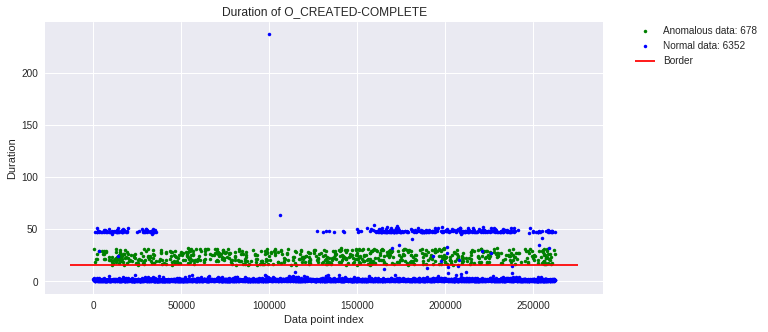 Duration of O_CREATED-COMPLETE
Anomalous data: 678
Normal data: 6352
Border
Duration
200
150
100
50
0
0
50000
100000
150000
200000
250000
Data point index